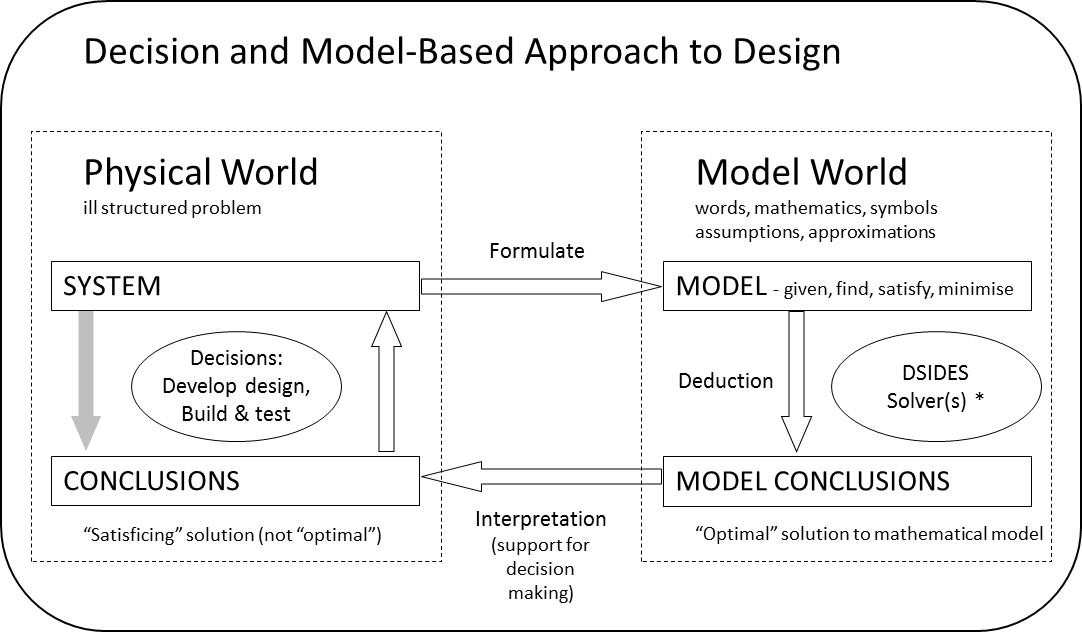 Decision and Model-Based Approach to Design
Physical World
ill structured problem
Model World
words, mathematics, symbols
assumptions, approximations
Formulate
SYSTEM
MODEL - given, find, satisfy, minimise
Decisions:
Develop design,
Build & test
Deduction
DSIDES
Solver(s) *
CONCLUSIONS
MODEL CONCLUSIONS
“Satisficing” solution (not “optimal”)
Interpretation
(support for
decision
making)
“Optimal” solution to mathematical model